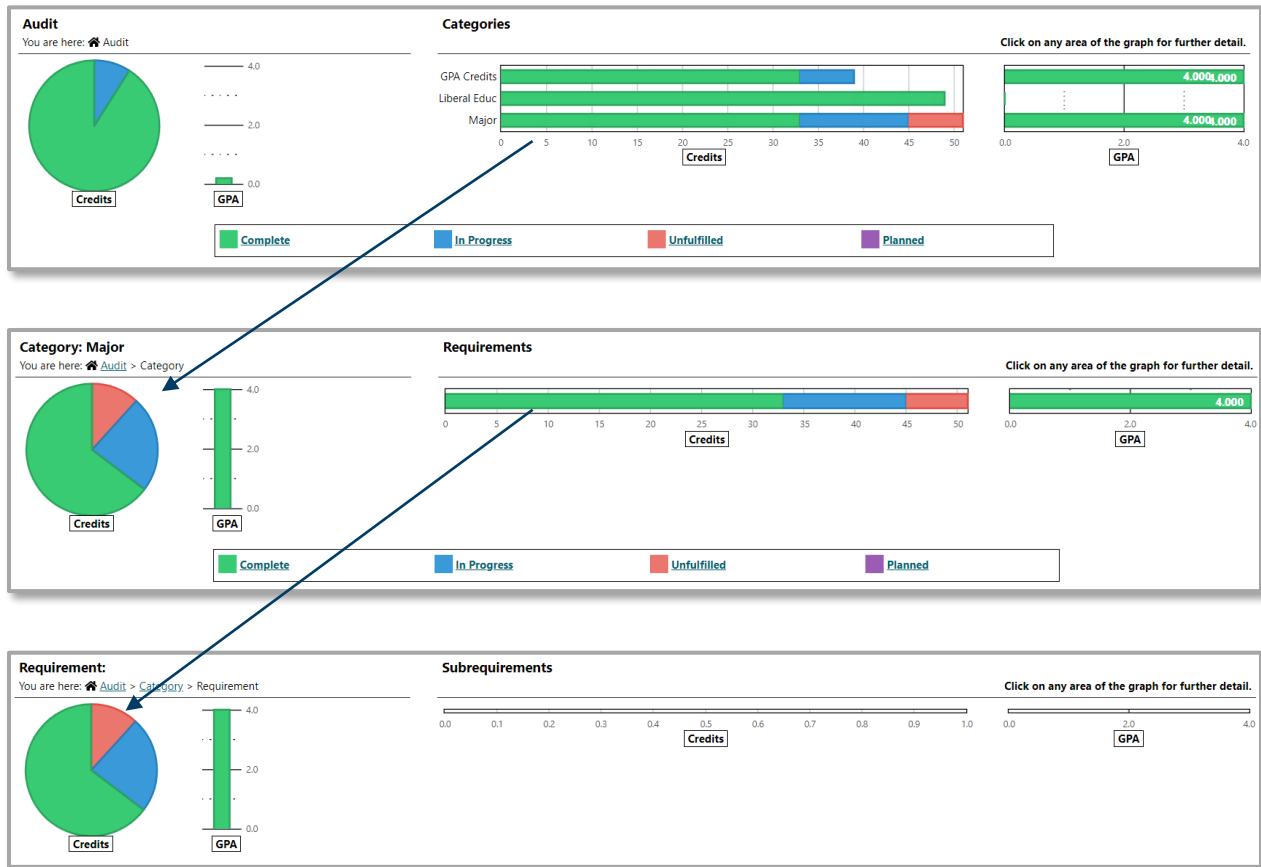 Audit
You are here: Audit
4.0
2.0
0.0
Credits
GPA
Categories
Click on any area of the graph for further detail.
GPA Credits
Liberal Educ
Major
0 5 10 15 20 25 30 35 40 45 50
Credits
4.000 4.000
4.000 4.000
0.0 2.0 4.0
GPA
Complete In Progress Unfulfilled Planned
Category: Major
You are here: Audit > Category
4.0
2.0
0.0
Credits
GPA
Requirements
Click on any area of the graph for further detail.
0 5 10 15 20 25 30 35 40 45 50
Credits
4.000
0.0 2.0 4.0
GPA
Complete In Progress Unfulfilled Planned
Requirement:
You are here: Audit > Category > Requirement
4.0
2.0
0.0
Credits
GPA
Subrequirements
Click on any area of the graph for further detail.
0.0 0.1 0.2 0.3 0.4 0.5 0.6 0.7 0.8 0.9 1.0
Credits
0.0 2.0 4.0
GPA